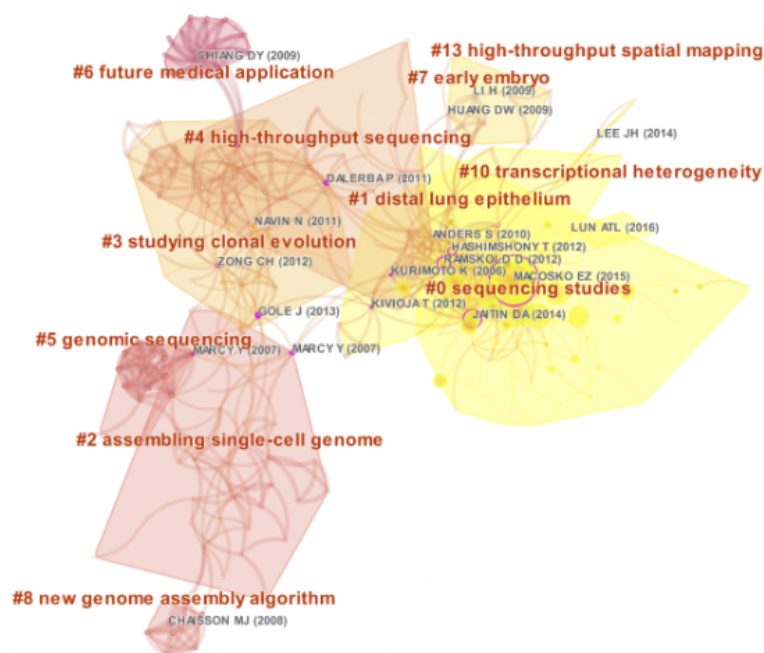 #13 high-throughput spatial mapping
CHIANG DY (2009)
#6 future medical application
#7 early embryo
LI H (2009)
HUANG DW (2009)
LEE JH (2014)
#4 high-throughput sequencing
#10 transcriptional heterogeneity
DALERBA P (2011)
#1 distal lung epithelium
NAVIN N (2011)
LUN ATL (2016)
ANDERS S (2010)
#3 studying clonal evolution
HASHIMSHONY T (2012)
RAMSKOLD D (2012)
ZONG CH (2012)
KURIMOTO K (2006)
MACOSKO EZ (2015)
#0 sequencing studies
KIVIOJA T (2012)
GOLE J (2013)
JAITIN DA (2014)
#5 genomic sequencing
MARCY Y (2007)
MARCY Y (2007)
#2 assembling single-cell genome
#8 new genome assembly algorithm
CHAISSON MJ (2008)